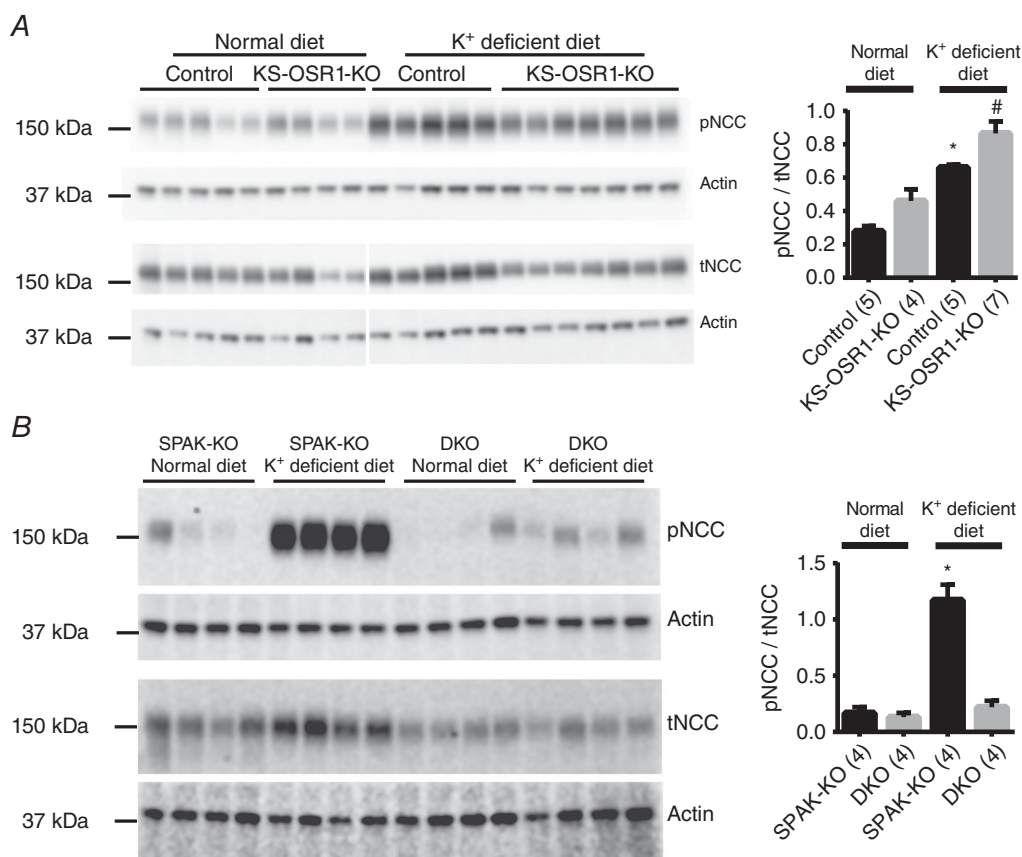 A
Normal diet
K+ deficient diet
Control
KS-OSR1-KO
Control
KS-OSR1-KO
150 kDa
pNCC
37 kDa
Actin
150 kDa
tNCC
37 kDa
Actin
Normal diet
K+ deficient diet
pNCC / tNCC
1.0
0.8
0.6
0.4
0.2
0.0
*
#
Control (5)
KS-OSR1-KO (4)
Control (5)
KS-OSR1-KO (7)
B
SPAK-KO
Normal diet
SPAK-KO
K+ deficient diet
DKO
Normal diet
DKO
K+ deficient diet
150 kDa
pNCC
37 kDa
Actin
150 kDa
tNCC
37 kDa
Actin
Normal diet
K+ deficient diet
pNCC / tNCC
1.5
1.0
0.5
0.0
*
SPAK-KO (4)
DKO (4)
SPAK-KO (4)
DKO (4)